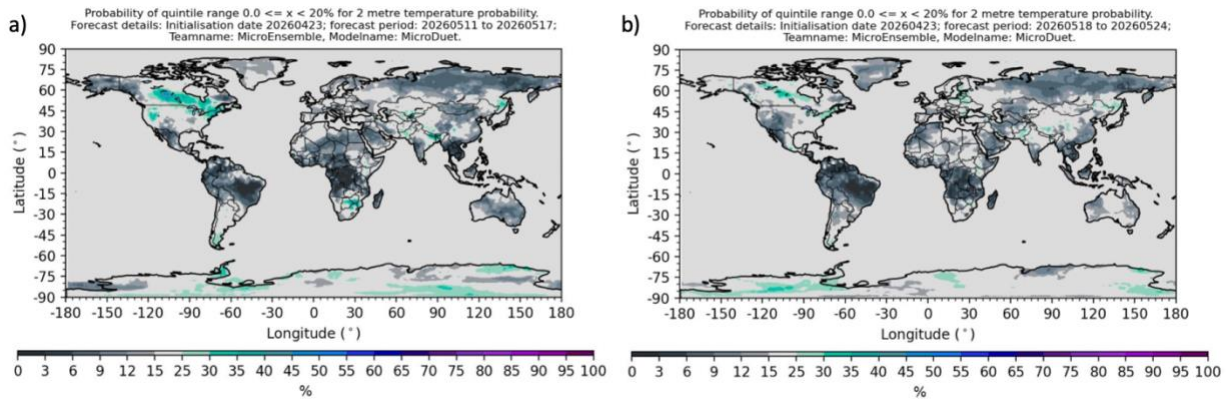 a)
Probability of quintile range 0.0 <= x < 20% for 2 metre temperature probability.
Forecast details: Initialisation date 20260423; forecast period: 20260511 to 20260517;
Teamname: MicroEnsemble, Modelname: MicroDuet.
90
75
60
45
30
15
0
-15
-30
-45
-60
-75
-90
Latitude (°)
-180 -150 -120 -90 -60 -30 0 30 60 90 120 150 180
Longitude (°)
0 3 6 9 12 15 25 30 35 45 50 55 60 65 70 75 85 90 95 100
%
b)
Probability of quintile range 0.0 <= x < 20% for 2 metre temperature probability.
Forecast details: Initialisation date 20260423; forecast period: 20260518 to 20260524;
Teamname: MicroEnsemble, Modelname: MicroDuet.
90
75
60
45
30
15
0
-15
-30
-45
-60
-75
-90
Latitude (°)
-180 -150 -120 -90 -60 -30 0 30 60 90 120 150 180
Longitude (°)
0 3 6 9 12 15 25 30 35 45 50 55 60 65 70 75 85 90 95 100
%